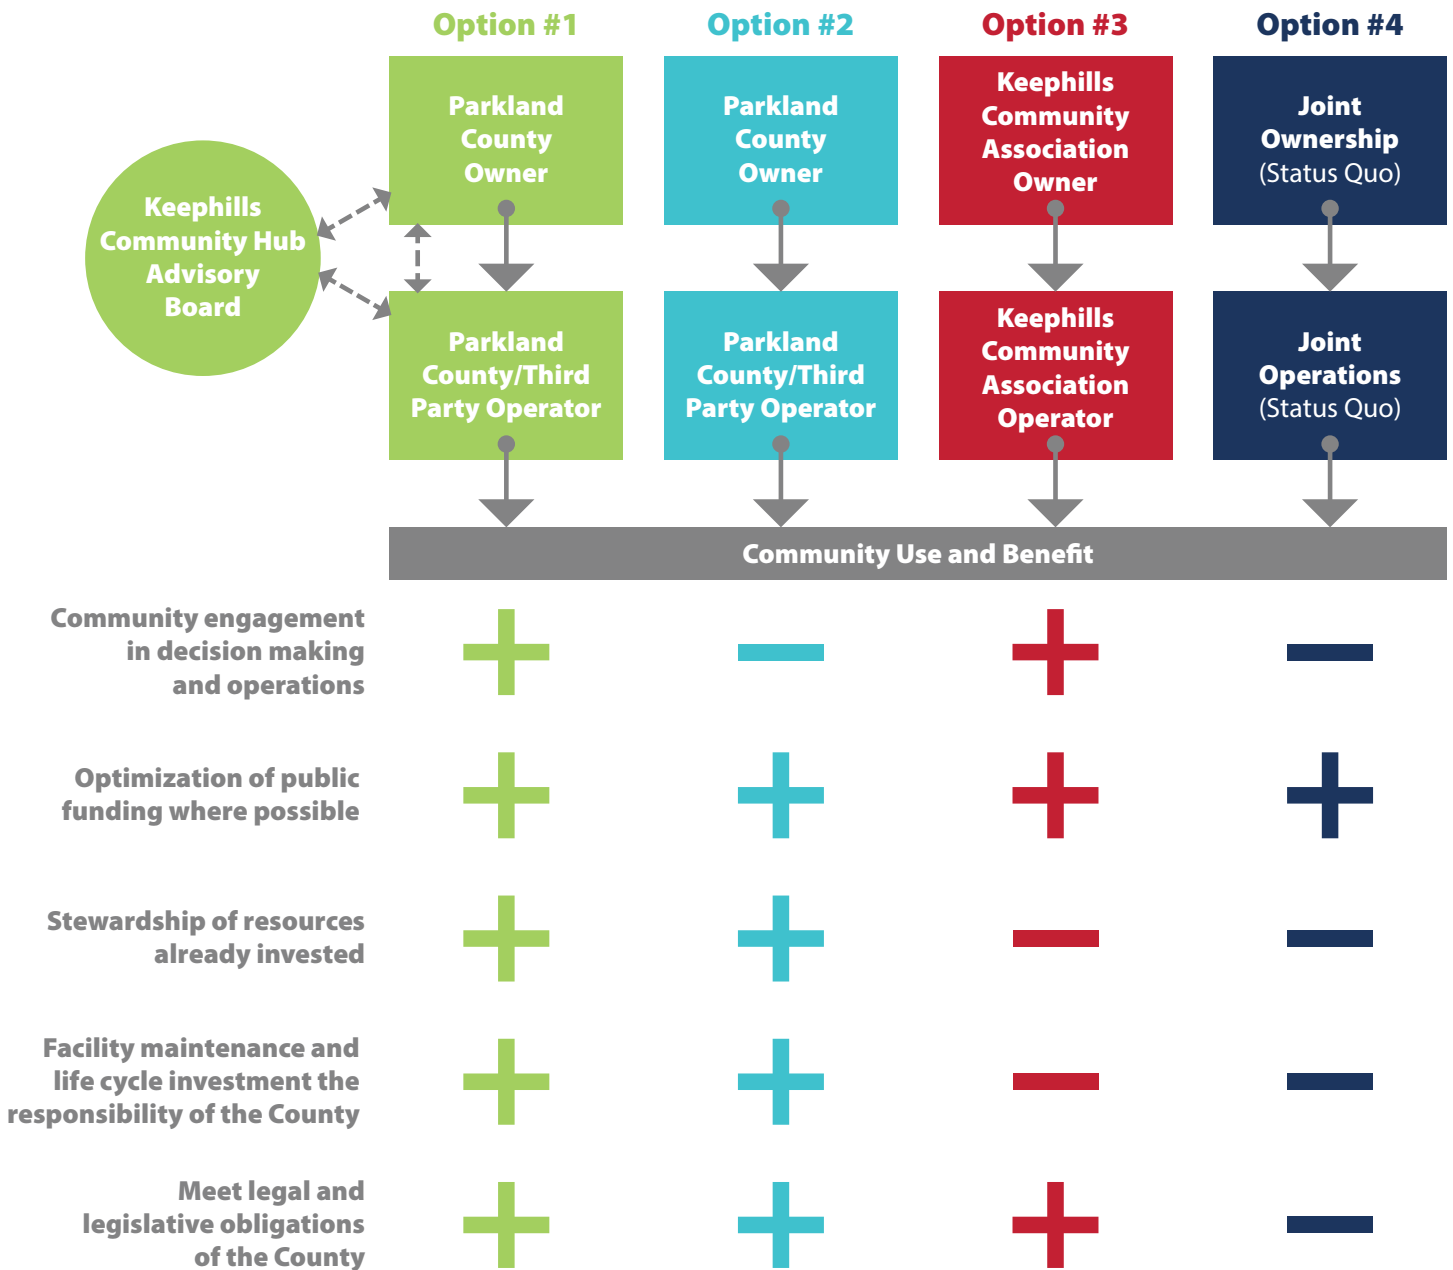 Option #1
Option #2
Option #3
Option #4
Parkland
County
Owner
Parkland
County
Owner
Keephills
Community
Association
Owner
Joint
Ownership
(Status Quo)
Keephills
Community Hub
Advisory
Board
Parkland
County/Third
Party Operator
Parkland
County/Third
Party Operator
Keephills
Community
Association
Operator
Joint
Operations
(Status Quo)
Community Use and Benefit
Community engagement
in decision making
and operations
Optimization of public
funding where possible
Stewardship of resources
already invested
Facility maintenance and
life cycle investment the
responsibility of the County
Meet legal and
legislative obligations
of the County